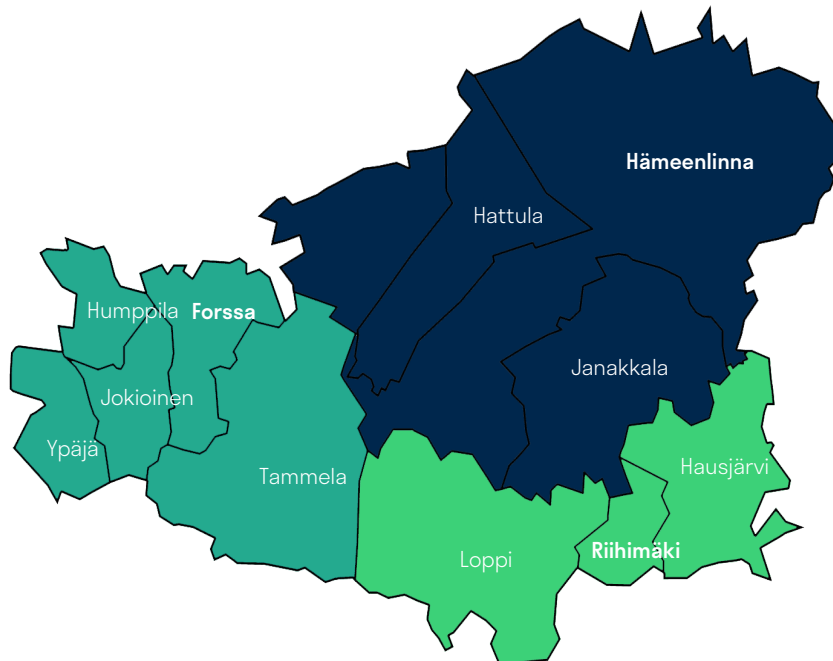 Hämeenlinna
Hattula
Humppila
Forssa
Janakkala
Jokioinen
Ypäjä
Tammela
Hausjärvi
Loppi
Riihimäki